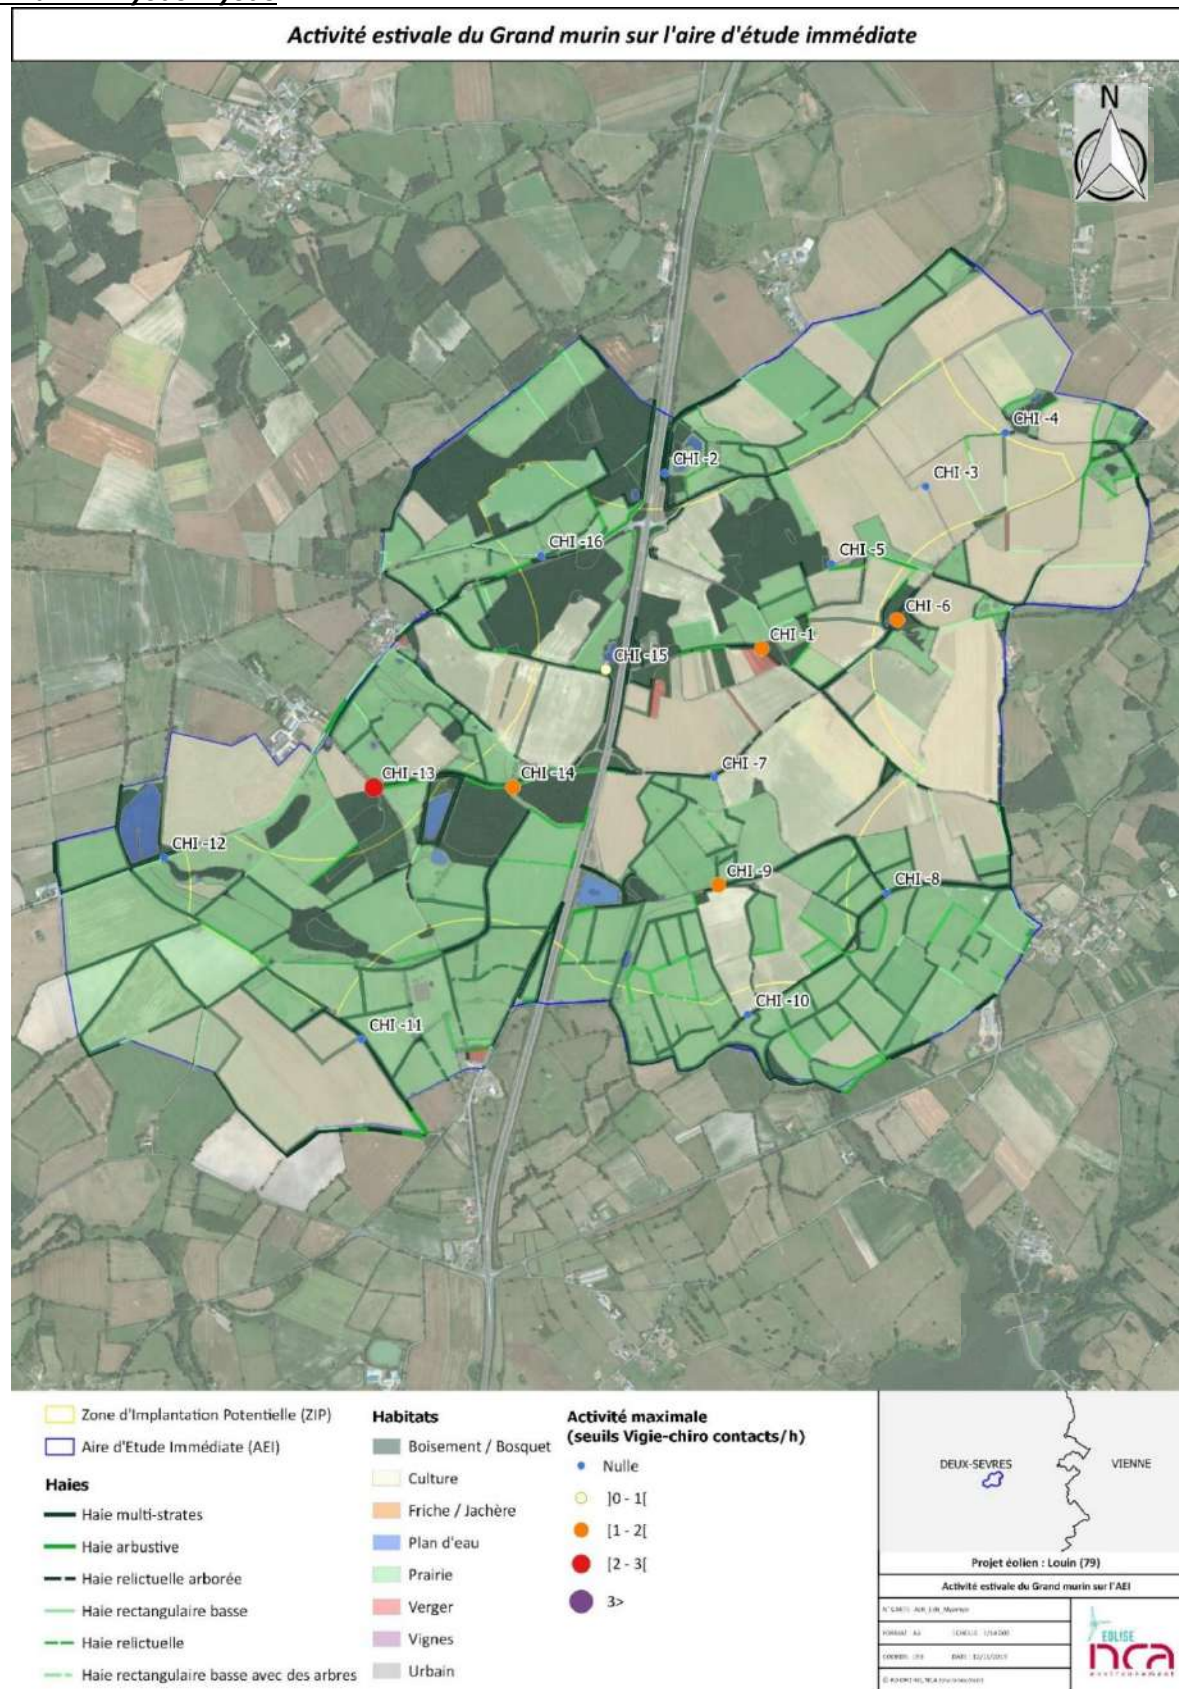 Activité estivale du Grand murin sur l'aire d'étude immédiate
N
CHI -4
CHI -2
CHI -3
CHI -16
CHI -5
CHI -6
CHI -1
CHI -15
CHI -13
CHI -14
CHI -7
CHI -12
CHI -9
CHI -8
CHI -10
CHI -11
Zone d'Implantation Potentielle (ZIP)
Aire d'Etude Immédiate (AEI)
Haies
Haie multi-strates
Haie arbustive
Haie relictuelle arborée
Haie rectangulaire basse
Haie relictuelle
Haie rectangulaire basse avec des arbres
Habitats
Boisement / Bosquet
Culture
Friche / Jachère
Plan d'eau
Prairie
Verger
Vignes
Urbain
Activité maximale
(seuils Vigie-chiro contacts/h)
Nulle
]0 - 1[
[1 - 2[
[2 - 3[
3>
DEUX-SEVRES
VIENNE
Projet éolien : Louin (79)
Activité estivale du Grand murin sur l'AEI
EOLISE
nca
environnement